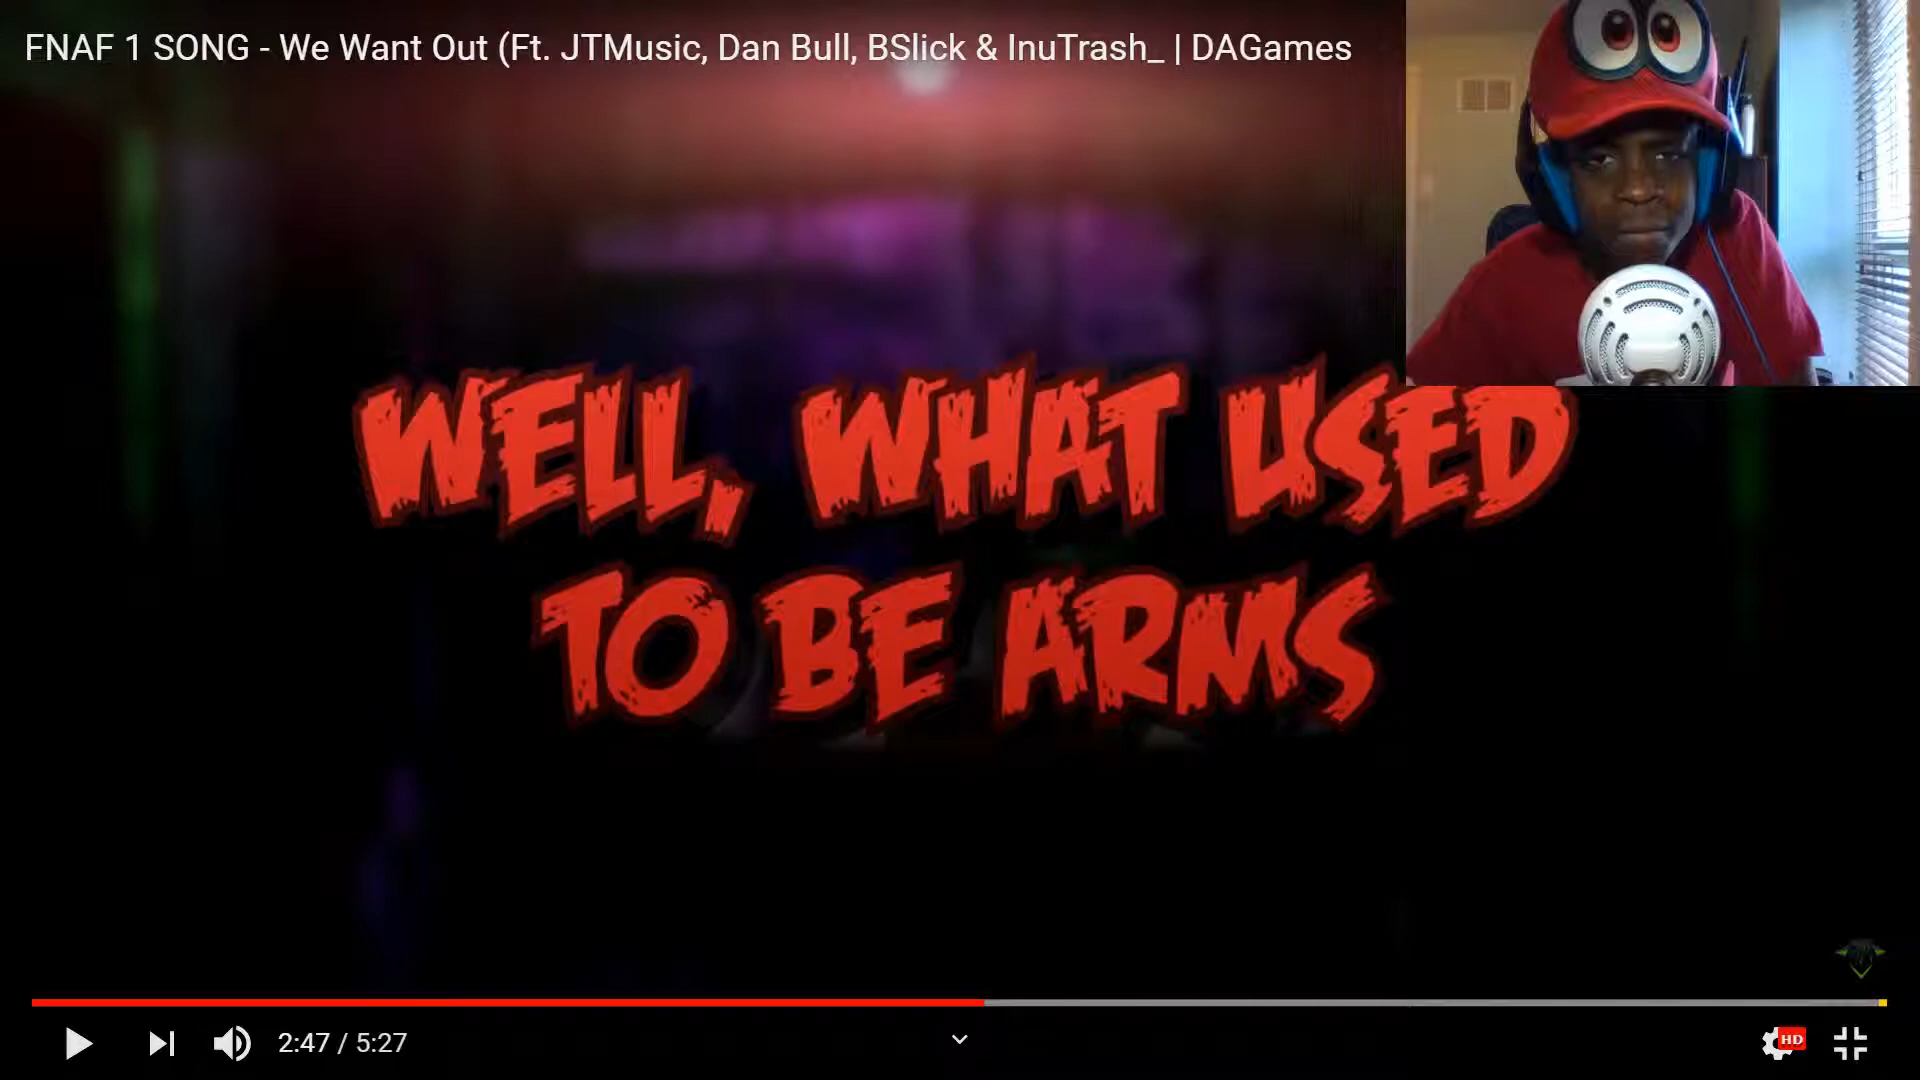 FNAF 1 SONG - We Want Out (Ft. JTMusic, Dan Bull, BSlick & InuTrash_ | DAGames
WELL, WHAT USED
TO BE ARMS
2:47 / 5:27
HD